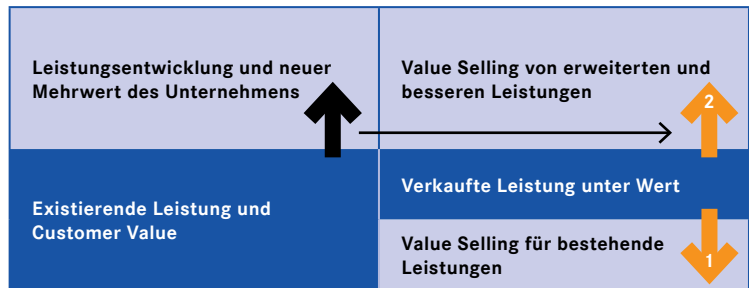 Leistungsentwicklung und neuer
Mehrwert des Unternehmens
Value Selling von erweiterten und
besseren Leistungen
2
Existierende Leistung und
Customer Value
Verkaufte Leistung unter Wert
Value Selling für bestehende
Leistungen
1